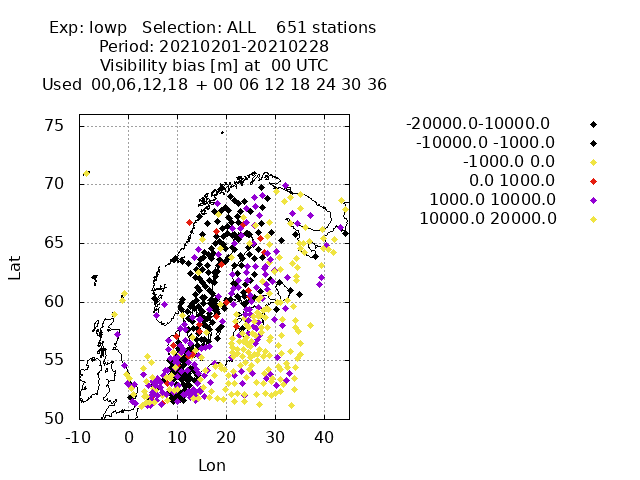 Exp: lowp   Selection: ALL    651 stations
Period: 20210201-20210228
Visibility bias [m] at  00 UTC
Used  00,06,12,18  + 00 06 12 18 24 30 36
-20000.0-10000.0
-10000.0 -1000.0
-1000.0 0.0
0.0 1000.0
1000.0 10000.0
10000.0 20000.0
75
70
65
60
55
50
Lat
-10 0 10 20 30 40
Lon